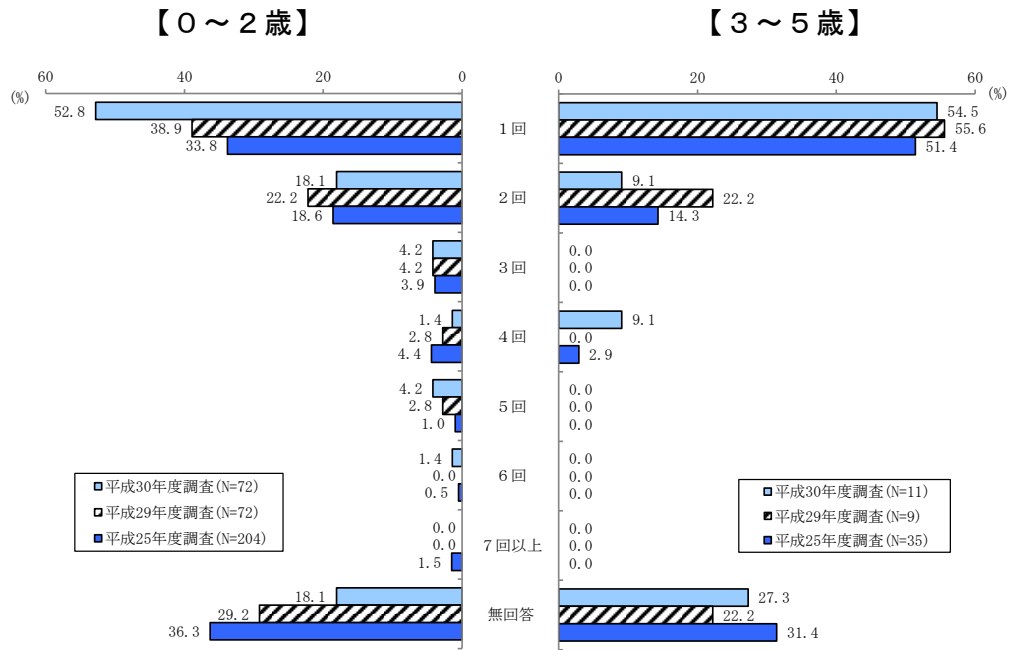 【０～２歳】
【３～５歳】
60 40 20 0
0 20 40 60
(%)
(%)
52.8
38.9
33.8
1回
54.5
55.6
51.4
18.1
22.2
18.6
2回
9.1
22.2
14.3
4.2
4.2
3.9
3回
0.0
0.0
0.0
1.4
2.8
4.4
4回
9.1
0.0
2.9
4.2
2.8
1.0
5回
0.0
0.0
0.0
1.4
0.0
0.5
6回
0.0
0.0
0.0
0.0
0.0
1.5
7回以上
0.0
0.0
0.0
18.1
29.2
36.3
無回答
27.3
22.2
31.4
平成30年度調査(N=72)
平成29年度調査(N=72)
平成25年度調査(N=204)
平成30年度調査(N=11)
平成29年度調査(N=9)
平成25年度調査(N=35)